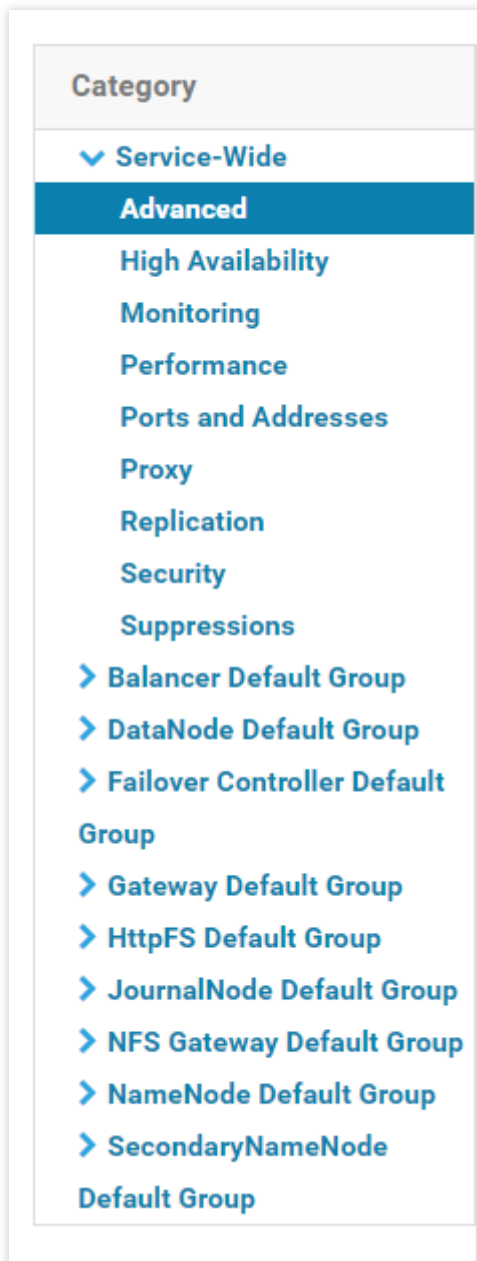 Category
Service-Wide
Advanced
High Availability
Monitoring
Performance
Ports and Addresses
Proxy
Replication
Security
Suppressions
Balancer Default Group
DataNode Default Group
Failover Controller Default
Group
Gateway Default Group
HttpFS Default Group
JournalNode Default Group
NFS Gateway Default Group
NameNode Default Group
SecondaryNameNode
Default Group